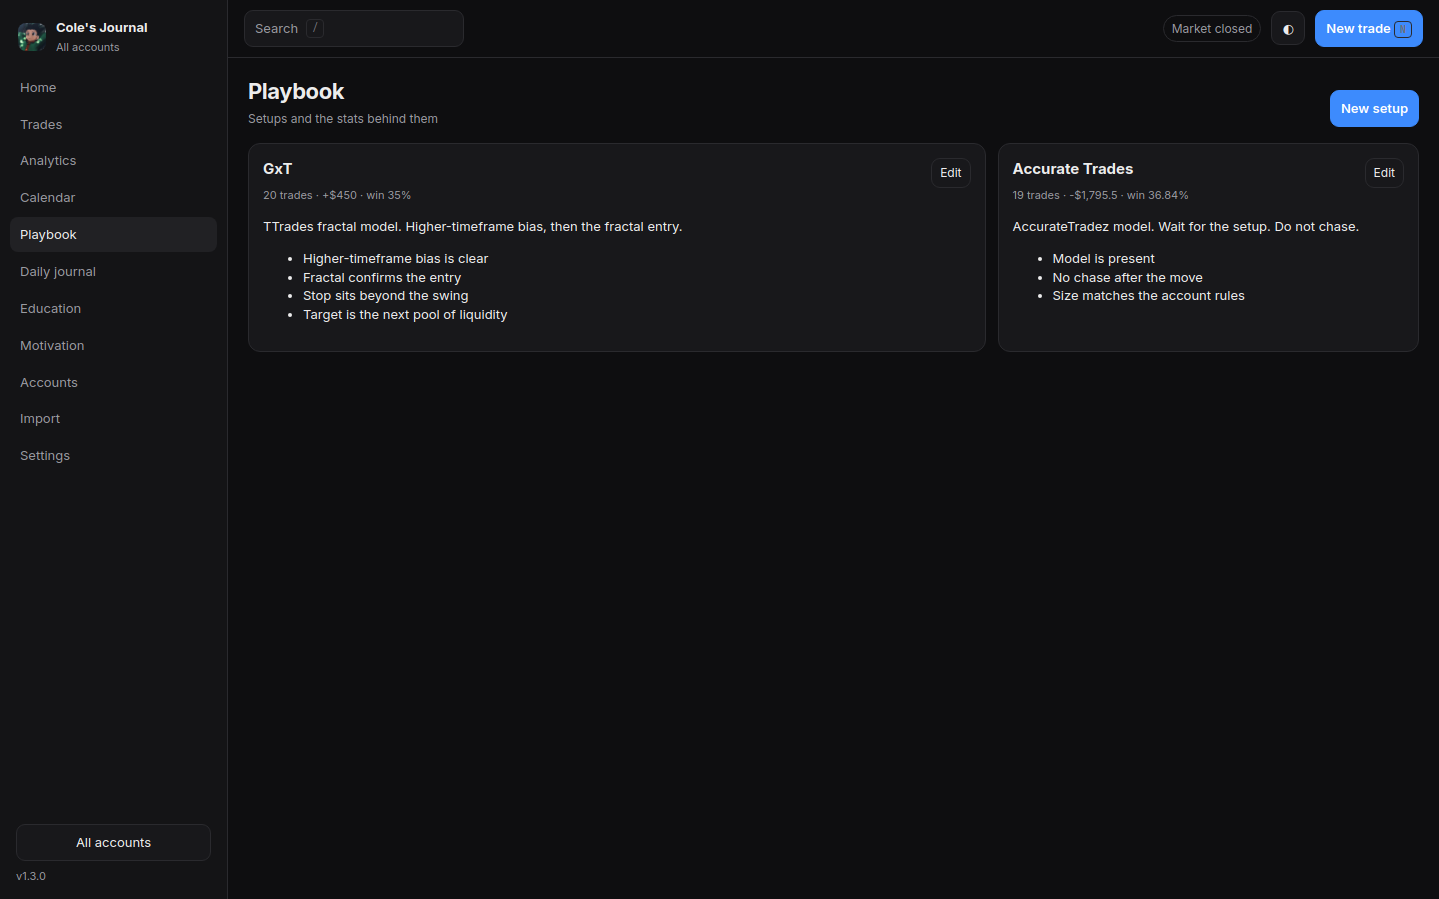 Cole's Journal
All accounts
Home
Trades
Analytics
Calendar
Playbook
Daily journal
Education
Motivation
Accounts
Import
Settings
All accounts
v1.3.0
Search /
Market closed
New trade
Playbook
Setups and the stats behind them
New setup
GxT
Edit
20 trades · +$450 · win 35%
TTrades fractal model. Higher-timeframe bias, then the fractal entry.
• Higher-timeframe bias is clear
• Fractal confirms the entry
• Stop sits beyond the swing
• Target is the next pool of liquidity
Accurate Trades
Edit
19 trades · -$1,795.5 · win 36.84%
AccurateTradez model. Wait for the setup. Do not chase.
• Model is present
• No chase after the move
• Size matches the account rules